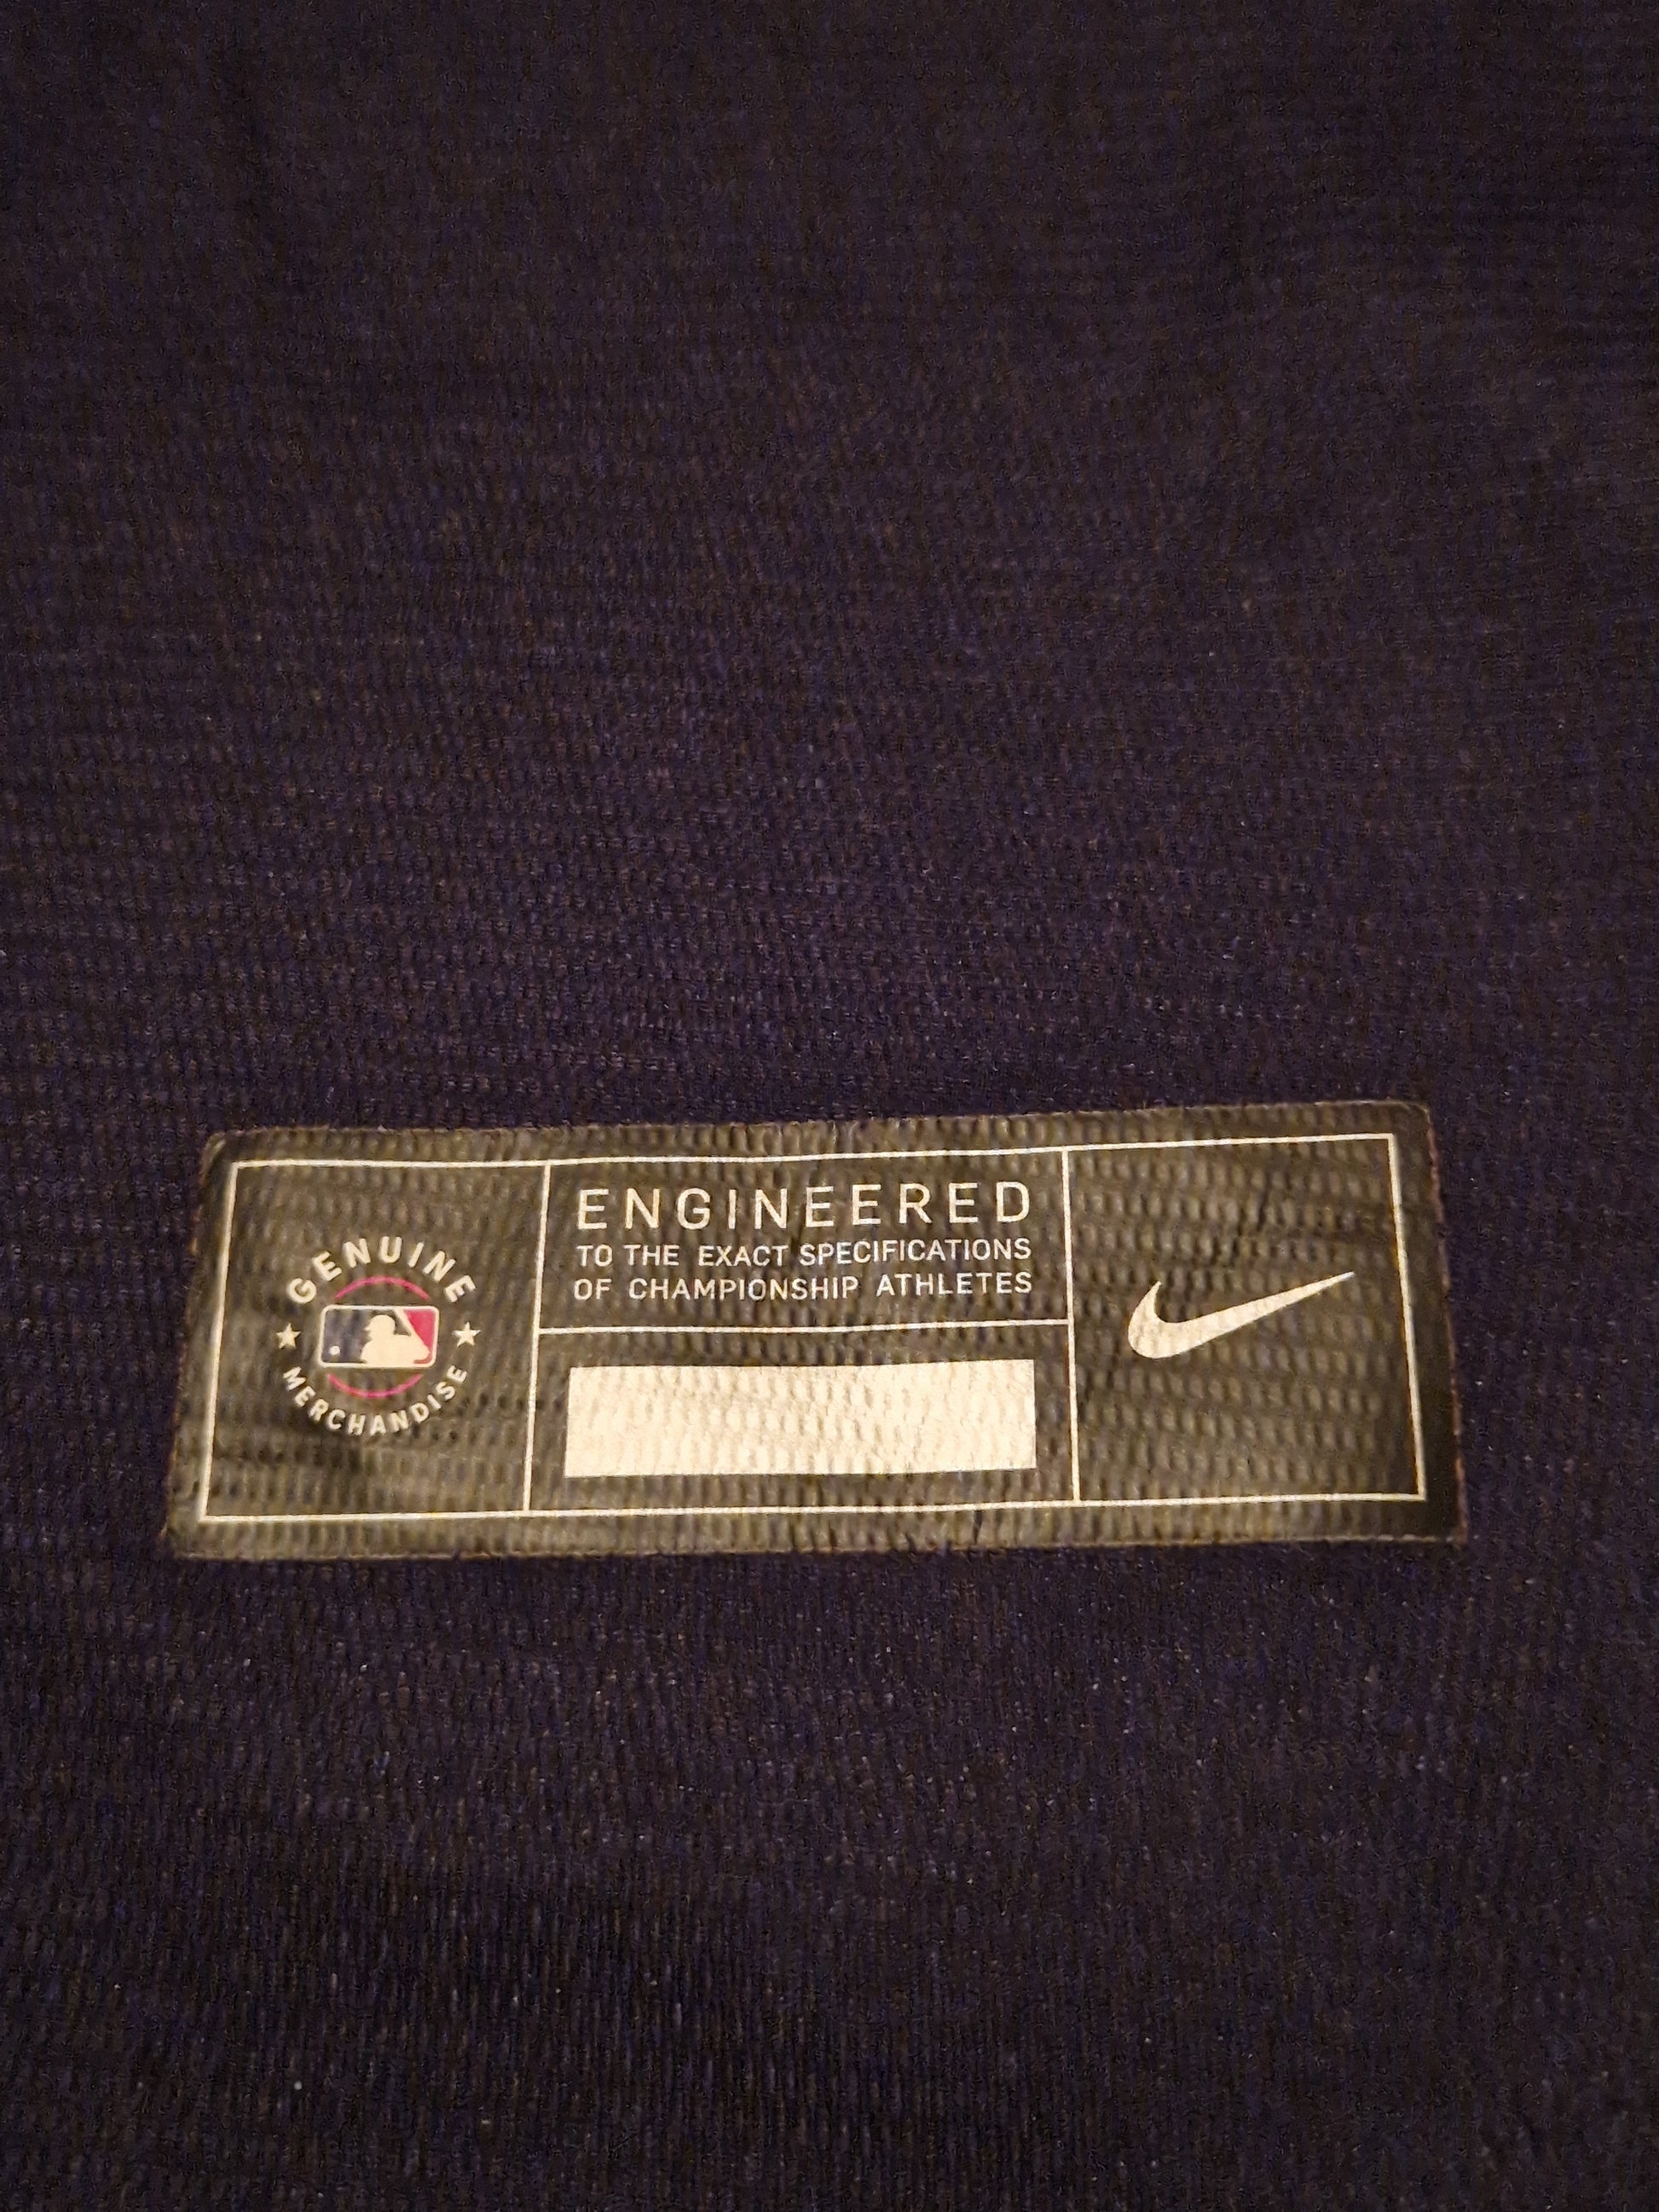 GENUINE
MERCHANDISE
ENGINEERED
TO THE EXACT SPECIFICATIONS
OF CHAMPIONSHIP ATHLETES